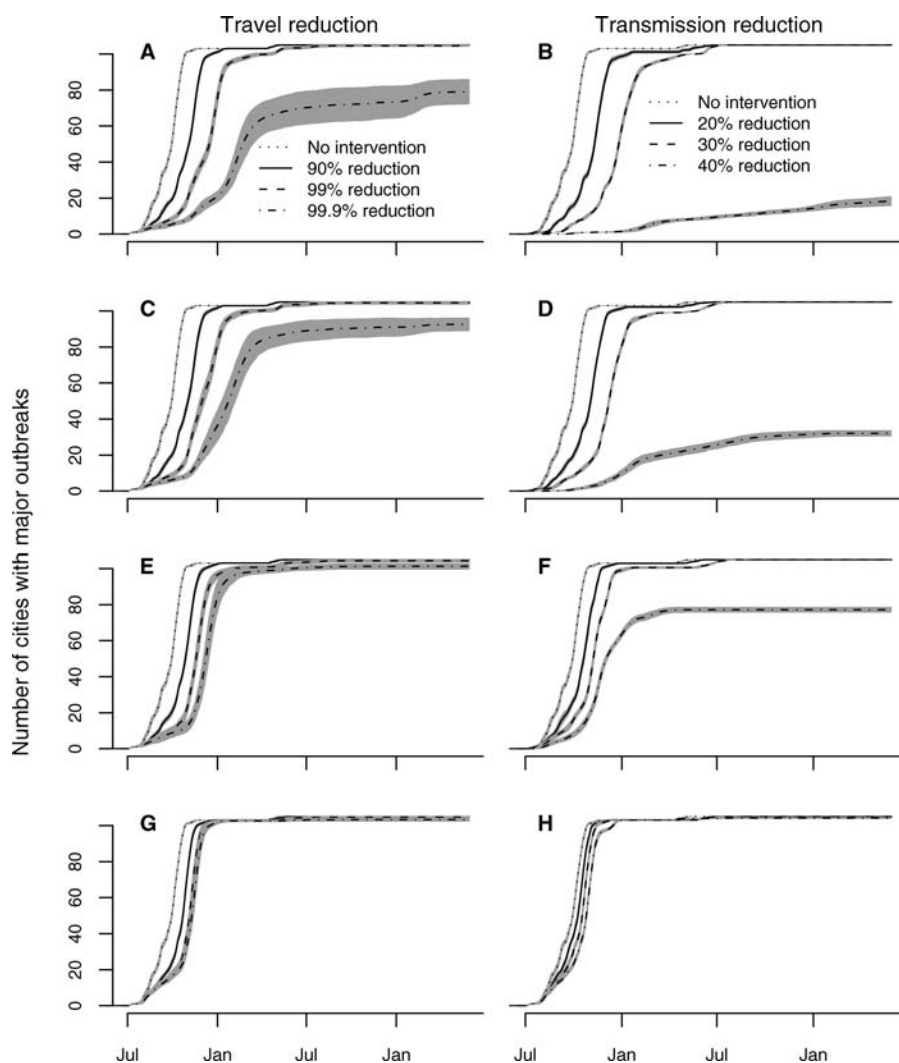 Travel reduction
Transmission reduction
Number of cities with major outbreaks
A
0 20 40 60 80
No intervention
90% reduction
99% reduction
99.9% reduction
B
No intervention
20% reduction
30% reduction
40% reduction
C
0 20 40 60 80
D
E
0 20 40 60 80
F
G
0 20 40 60 80
H
Jul Jan Jul Jan
Jul Jan Jul Jan